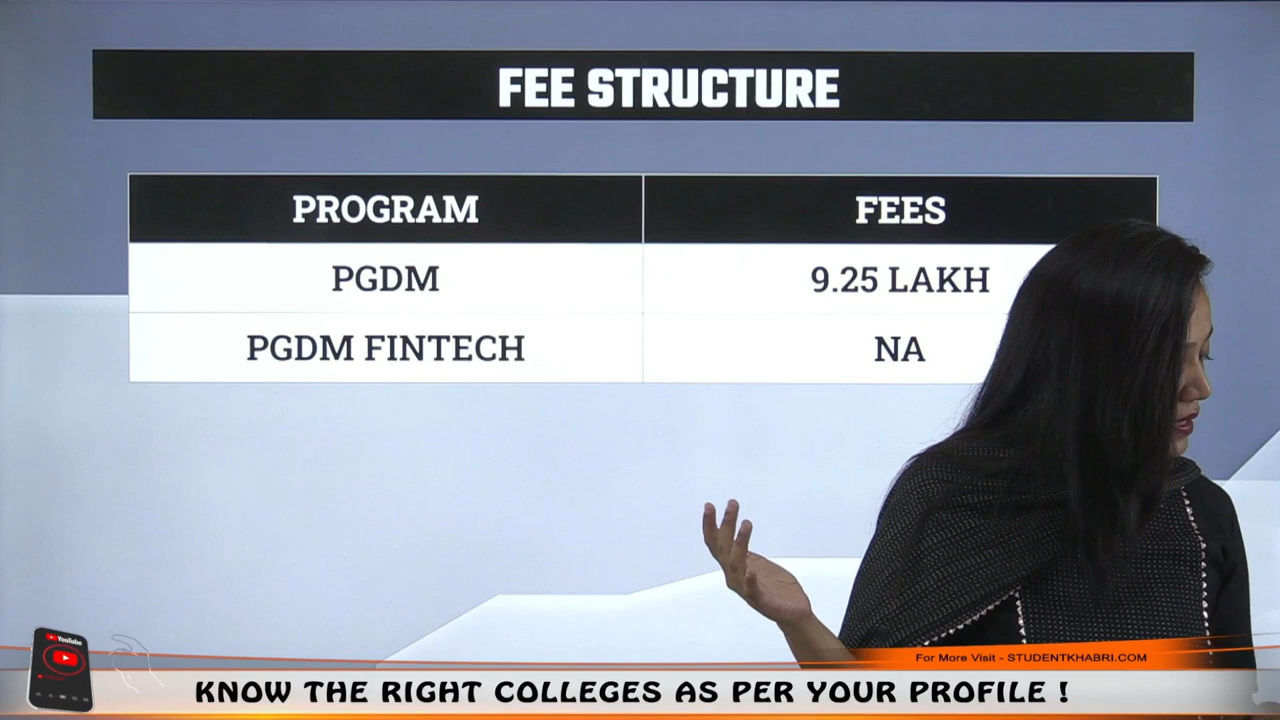 FEE STRUCTURE
PROGRAM FEES
PGDM 9.25 LAKH
PGDM FINTECH NA
YouTube
For More Visit - STUDENTKHABRI.COM
KNOW THE RIGHT COLLEGES AS PER YOUR PROFILE !